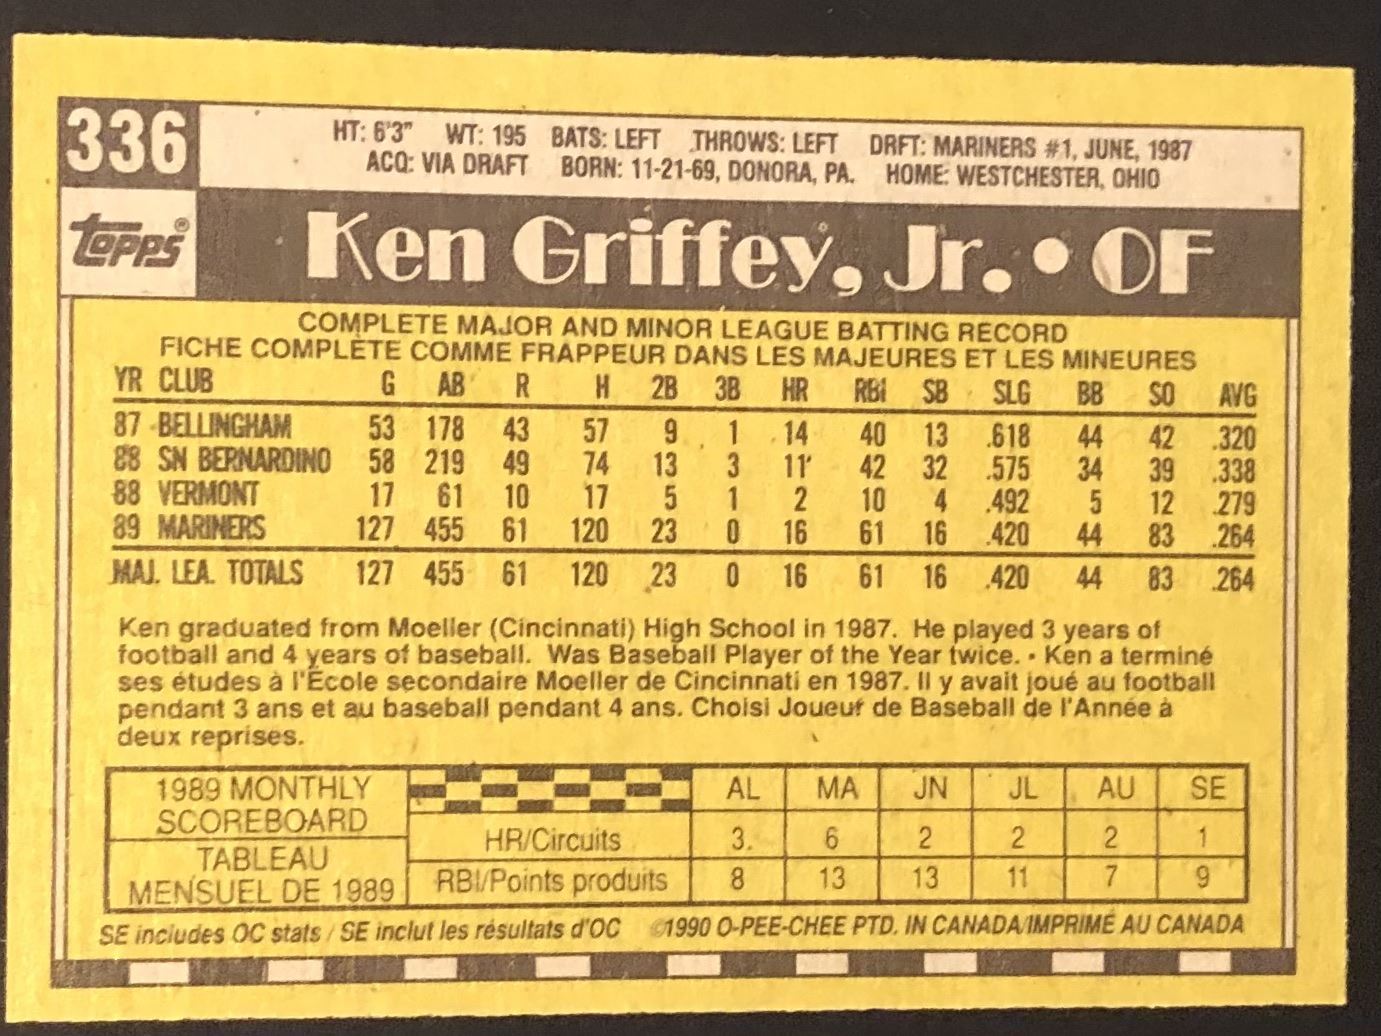 336
HT: 6'3" WT: 195 BATS: LEFT THROWS: LEFT DRFT: MARINERS #1, JUNE, 1987
ACQ: VIA DRAFT BORN: 11-21-69, DONORA, PA. HOME: WESTCHESTER, OHIO
Topps®
Ken Griffey, Jr. • OF
COMPLETE MAJOR AND MINOR LEAGUE BATTING RECORD
FICHE COMPLÈTE COMME FRAPPEUR DANS LES MAJEURES ET LES MINEURES
YR CLUB G AB R H 2B 3B HR RBI SB SLG BB SO AVG
87 BELLINGHAM 53 178 43 57 9 1 14 40 13 .618 44 42 .320
88 SN BERNARDINO 58 219 49 74 13 3 11 42 32 .575 34 39 .338
88 VERMONT 17 61 10 17 5 1 2 10 4 .492 5 12 .279
89 MARINERS 127 455 61 120 23 0 16 61 16 .420 44 83 .264
MAJ. LEA. TOTALS 127 455 61 120 23 0 16 61 16 .420 44 83 .264
Ken graduated from Moeller (Cincinnati) High School in 1987. He played 3 years of
football and 4 years of baseball. Was Baseball Player of the Year twice. • Ken a terminé
ses études à l'École secondaire Moeller de Cincinnati en 1987. Il y avait joué au football
pendant 3 ans et au baseball pendant 4 ans. Choisi Joueur de Baseball de l'Année à
deux reprises.
1989 MONTHLY
SCOREBOARD
TABLEAU
MENSUEL DE 1989
AL MA JN JL AU SE
HR/Circuits 3 6 2 2 2 1
RBI/Points produits 8 13 13 11 7 9
SE includes OC stats / SE inclut les résultats d'OC ©1990 O-PEE-CHEE PTD. IN CANADA/IMPRIMÉ AU CANADA